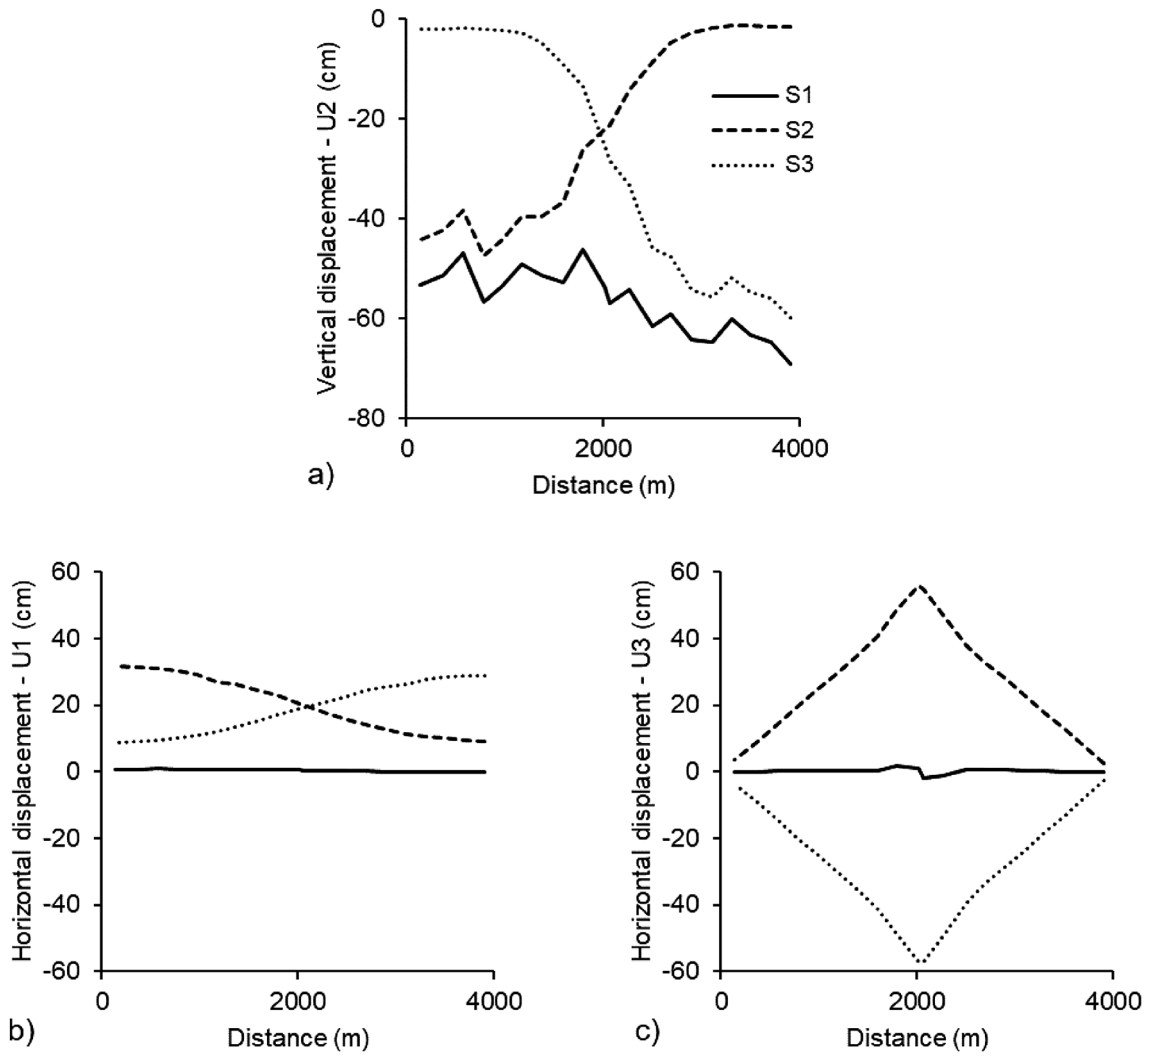 0
-20
-40
-60
-80
Vertical displacement - U2 (cm)
S1
S2
S3
0 2000 4000
Distance (m)
a)
60
40
20
0
-20
-40
-60
Horizontal displacement - U1 (cm)
0 2000 4000
Distance (m)
b)
60
40
20
0
-20
-40
-60
Horizontal displacement - U3 (cm)
0 2000 4000
Distance (m)
c)